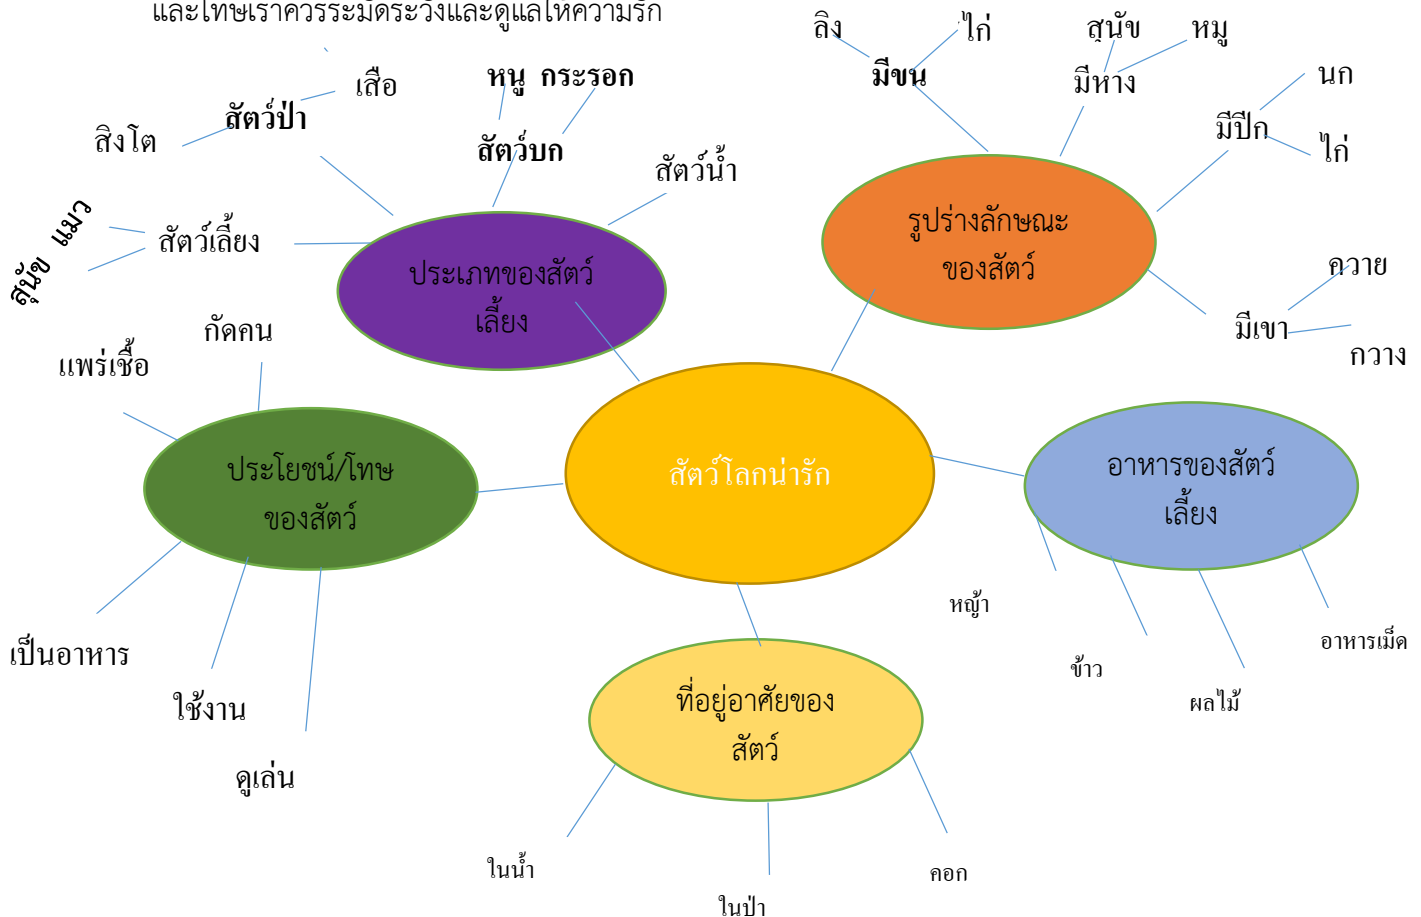 และโทษเราควรระมัดระวังและดูแลให้ความรัก
ลิง
ไก่
สุนัข
หมู
มีขน
มีหาง
นก
มีปีก
ไก่
เสือ
หนู กระรอก
สัตว์ป่า
สิงโต
สัตว์บก
สัตว์น้ำ
สุนัข แมว
สัตว์เลี้ยง
ประเภทของสัตว์
เลี้ยง
รูปร่างลักษณะ
ของสัตว์
ควาย
มีเขา
กวาง
กัดคน
แพร่เชื้อ
ประโยชน์/โทษ
ของสัตว์
สัตว์โลกน่ารัก
อาหารของสัตว์
เลี้ยง
หญ้า
ข้าว
ผลไม้
อาหารเม็ด
เป็นอาหาร
ใช้งาน
ดูเล่น
ที่อยู่อาศัยของ
สัตว์
ในน้ำ
ในป่า
คอก